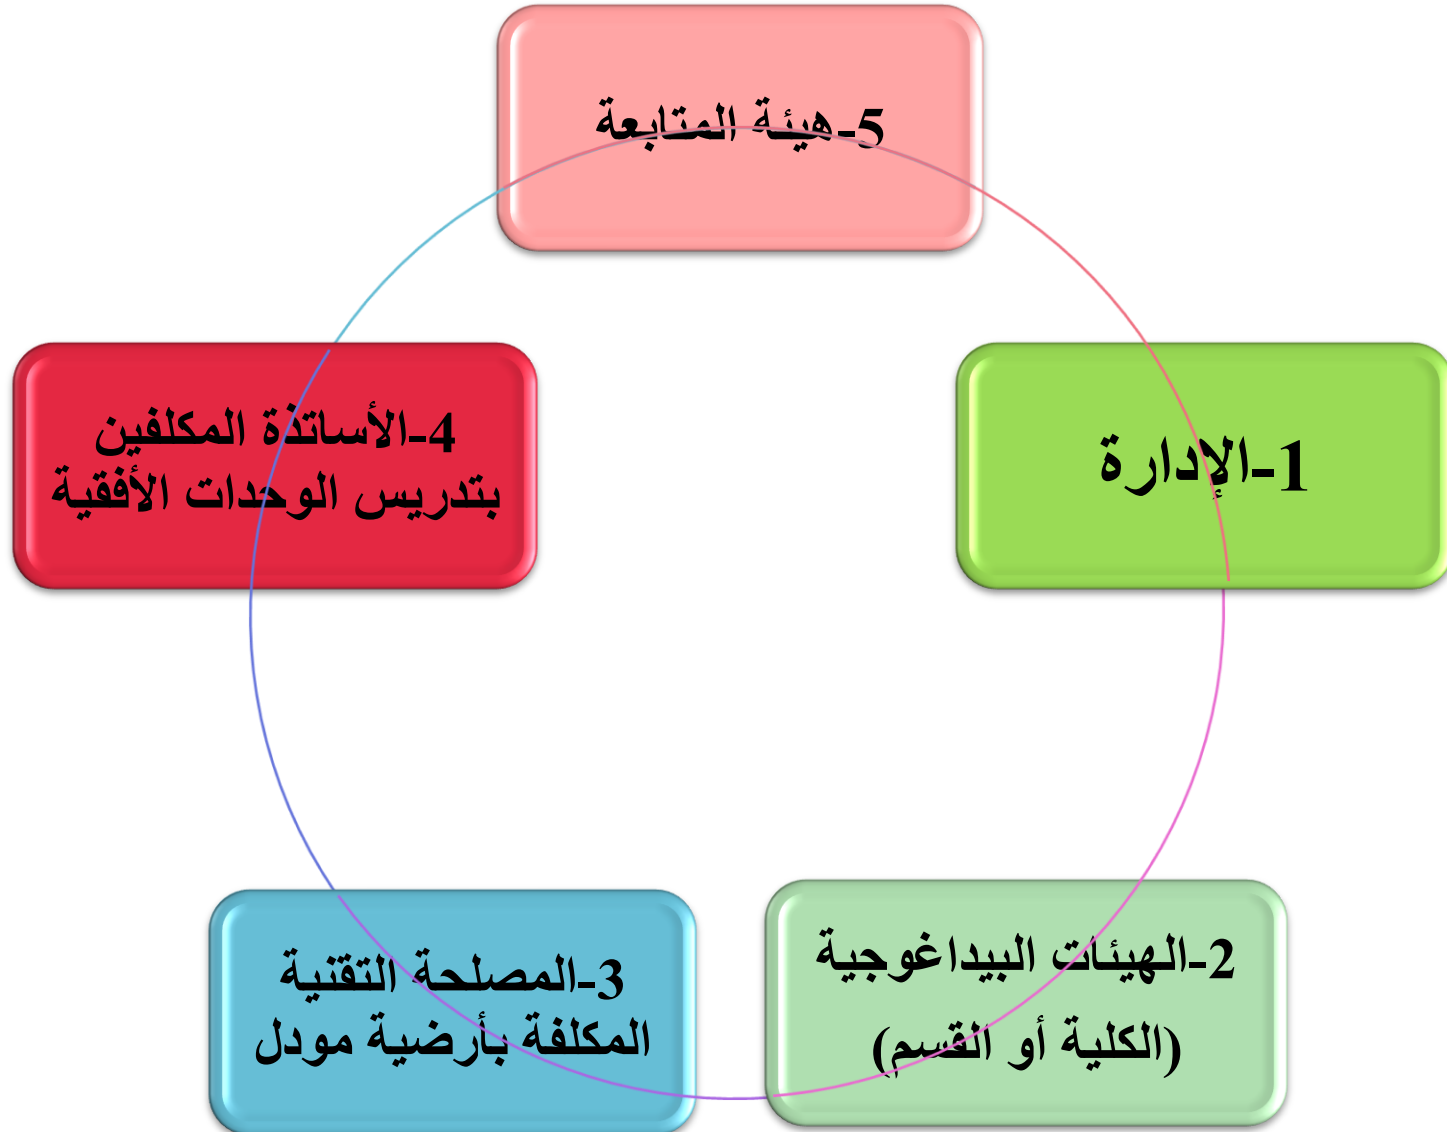 5-هيئة المتابعة
1-الإدارة
2-الهيئات البيداغوجية
(الكلية أو القسم)
3-المصلحة التقنية
المكلفة بأرضية مودل
4-الأساتذة المكلفين
بتدريس الوحدات الأفقية